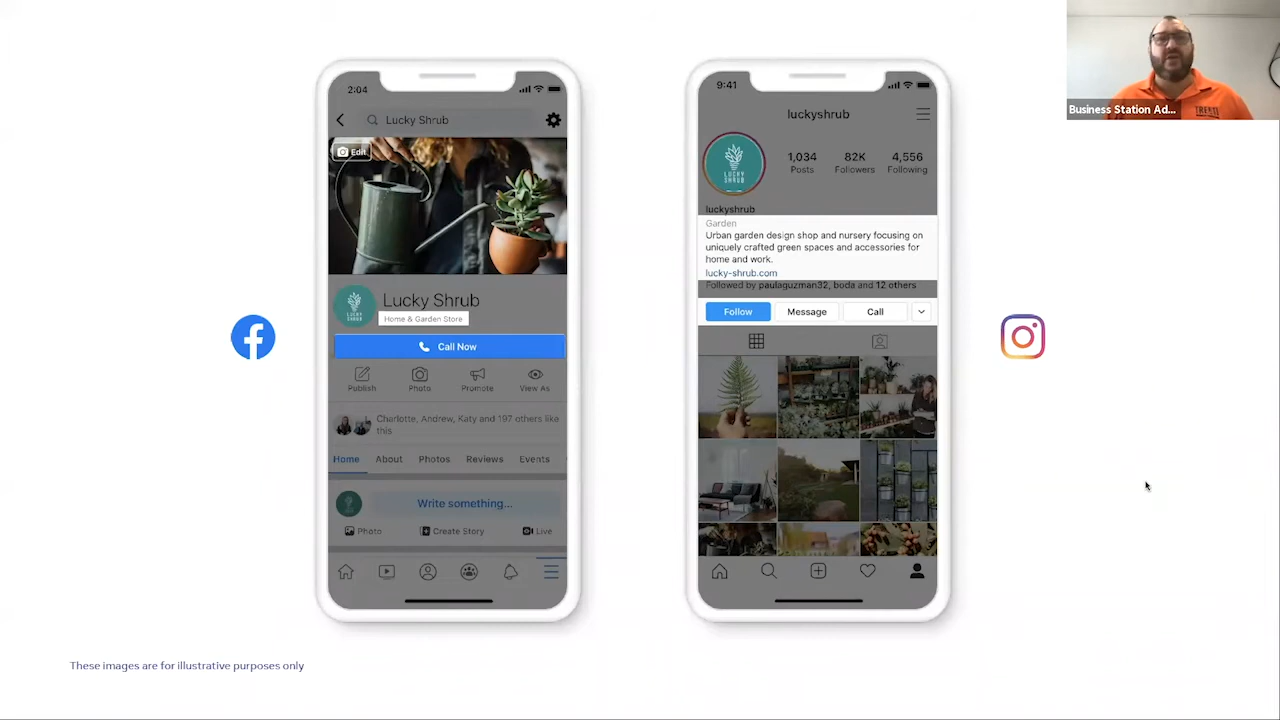 2:04
Lucky Shrub
Edit
LUCKY
SHRUB
Lucky Shrub
Home & Garden Store
Call Now
Publish
Photo
Promote
View As
Charlotte, Andrew, Katy and 197 others like
this
Home
About
Photos
Reviews
Events
Write something...
Photo
Create Story
Live
9:41
luckyshrub
LUCKY
SHRUB
1,034
Posts
82K
Followers
4,556
Following
luckyshrub
Garden
Urban garden design shop and nursery focusing on
uniquely crafted green spaces and accessories for
home and work.
lucky-shrub.com
Followed by paulaguzman32, boda and 12 others
Follow
Message
Call
Business Station Ad...
These images are for illustrative purposes only